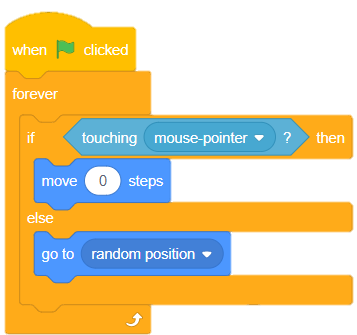 when clicked
forever
if touching mouse-pointer ? then
move 0 steps
else
go to random position